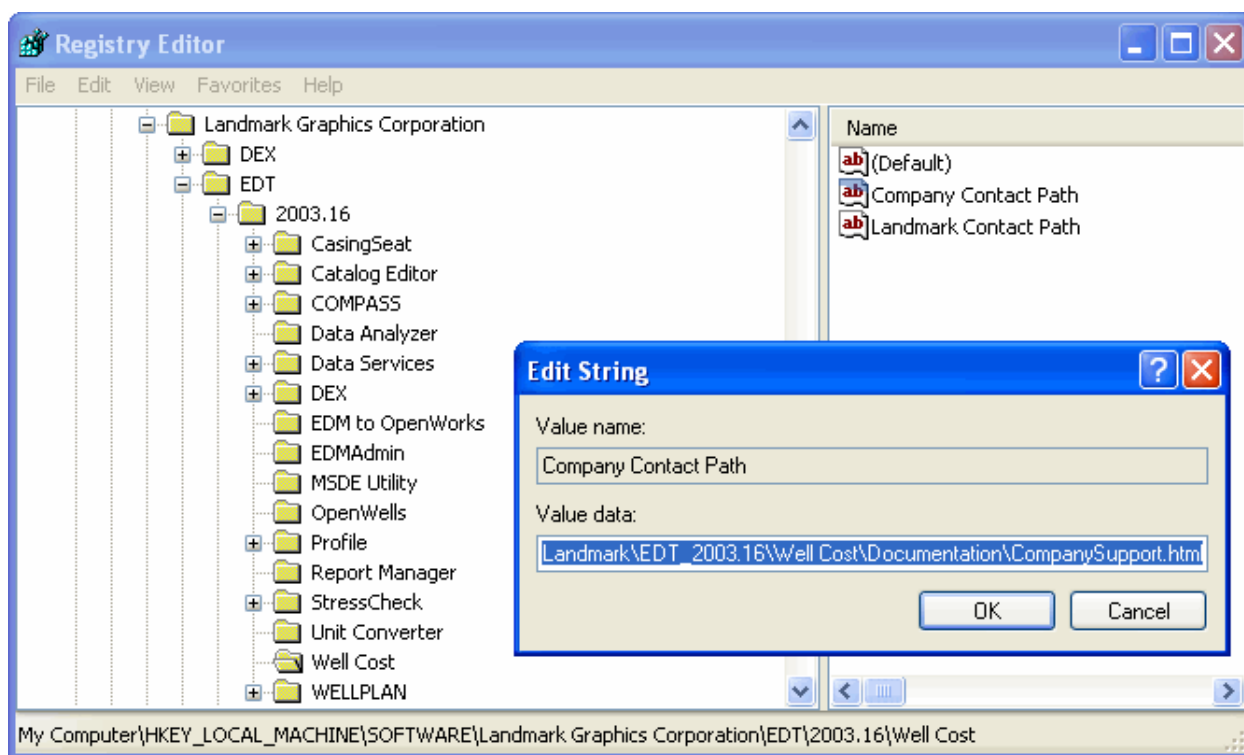 Registry Editor
File Edit View Favorites Help
Landmark Graphics Corporation
DEX
EDT
2003.16
CasingSeat
Catalog Editor
COMPASS
Data Analyzer
Data Services
DEX
EDM to OpenWorks
EDMAdmin
MSDE Utility
OpenWells
Profile
Report Manager
StressCheck
Unit Converter
Well Cost
WELLPLAN
Name
ab (Default)
ab Company Contact Path
ab Landmark Contact Path
Edit String
Value name:
Company Contact Path
Value data:
Landmark\EDT_2003.16\Well Cost\Documentation\CompanySupport.html
OK Cancel
My Computer\HKEY_LOCAL_MACHINE\SOFTWARE\Landmark Graphics Corporation\EDT\2003.16\Well Cost